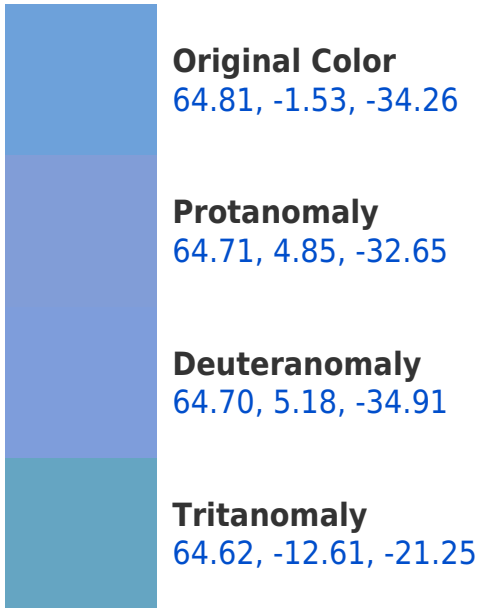 Original Color
64.81, -1.53, -34.26
Protanomaly
64.71, 4.85, -32.65
Deuteranomaly
64.70, 5.18, -34.91
Tritanomaly
64.62, -12.61, -21.25